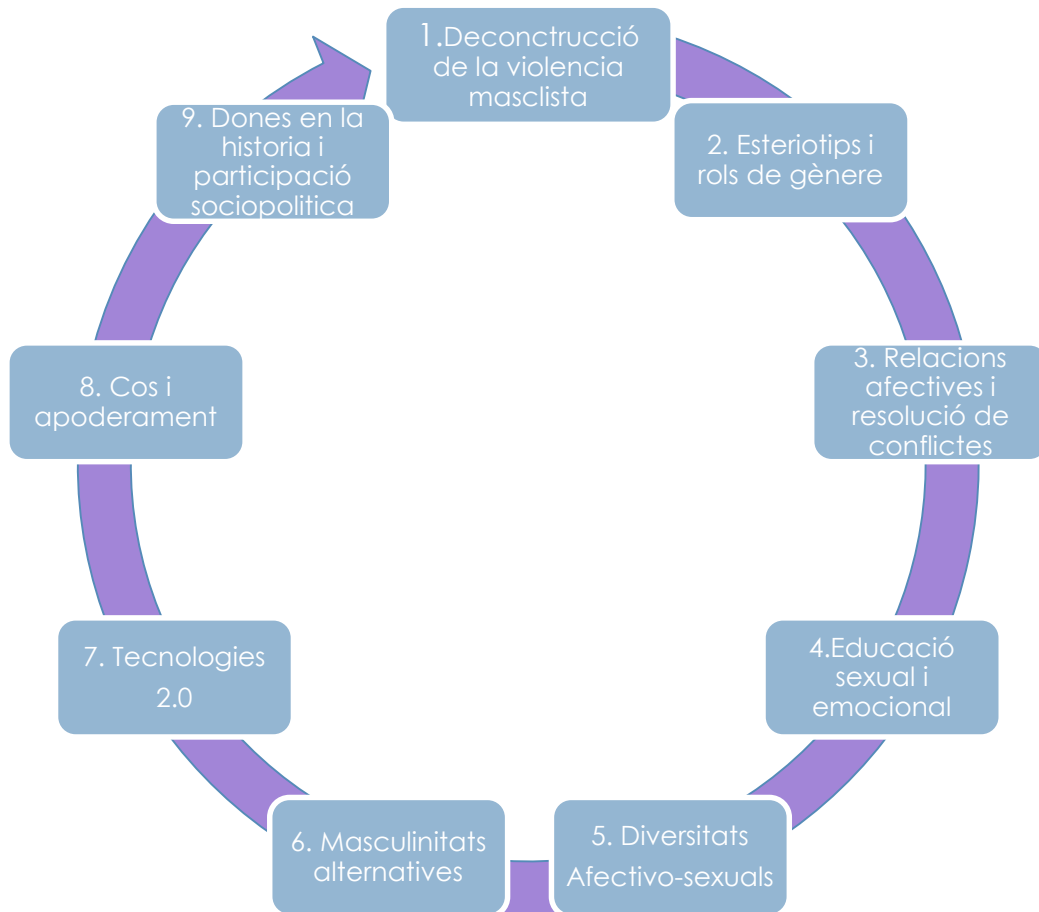 1.Deconctrucció
de la violencia
masclista
2. Esteriotips i
rols de gènere
3. Relacions
afectives i
resolució de
conflictes
4.Educació
sexual i
emocional
5. Diversitats
Afectivo-sexuals
6. Masculinitats
alternatives
7. Tecnologies
2.0
8. Cos i
apoderament
9. Dones en la
historia i
participació
sociopolitica